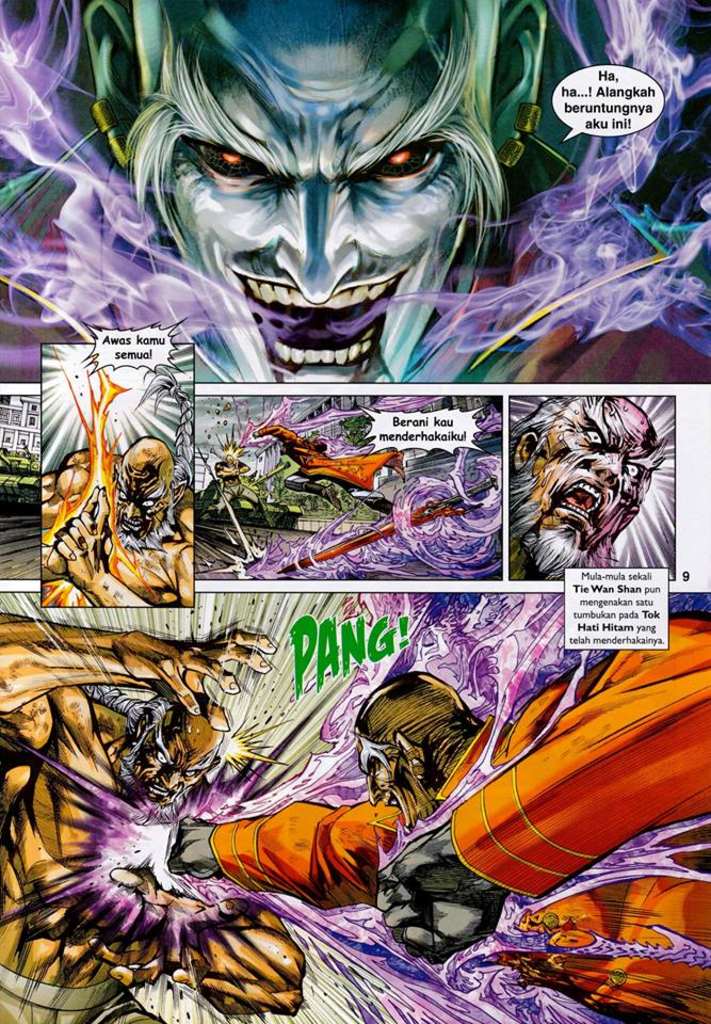 Ha,
ha...! Alangkah
beruntungnya
aku ini!
Awas kamu
semua!
Berani kau
menderhakaiku!
9
Mula-mula sekali
Tie Wan Shan pun
mengenakan satu
tumbukan pada Tok
Hati Hitam yang
telah menderhakainya.
PANG!